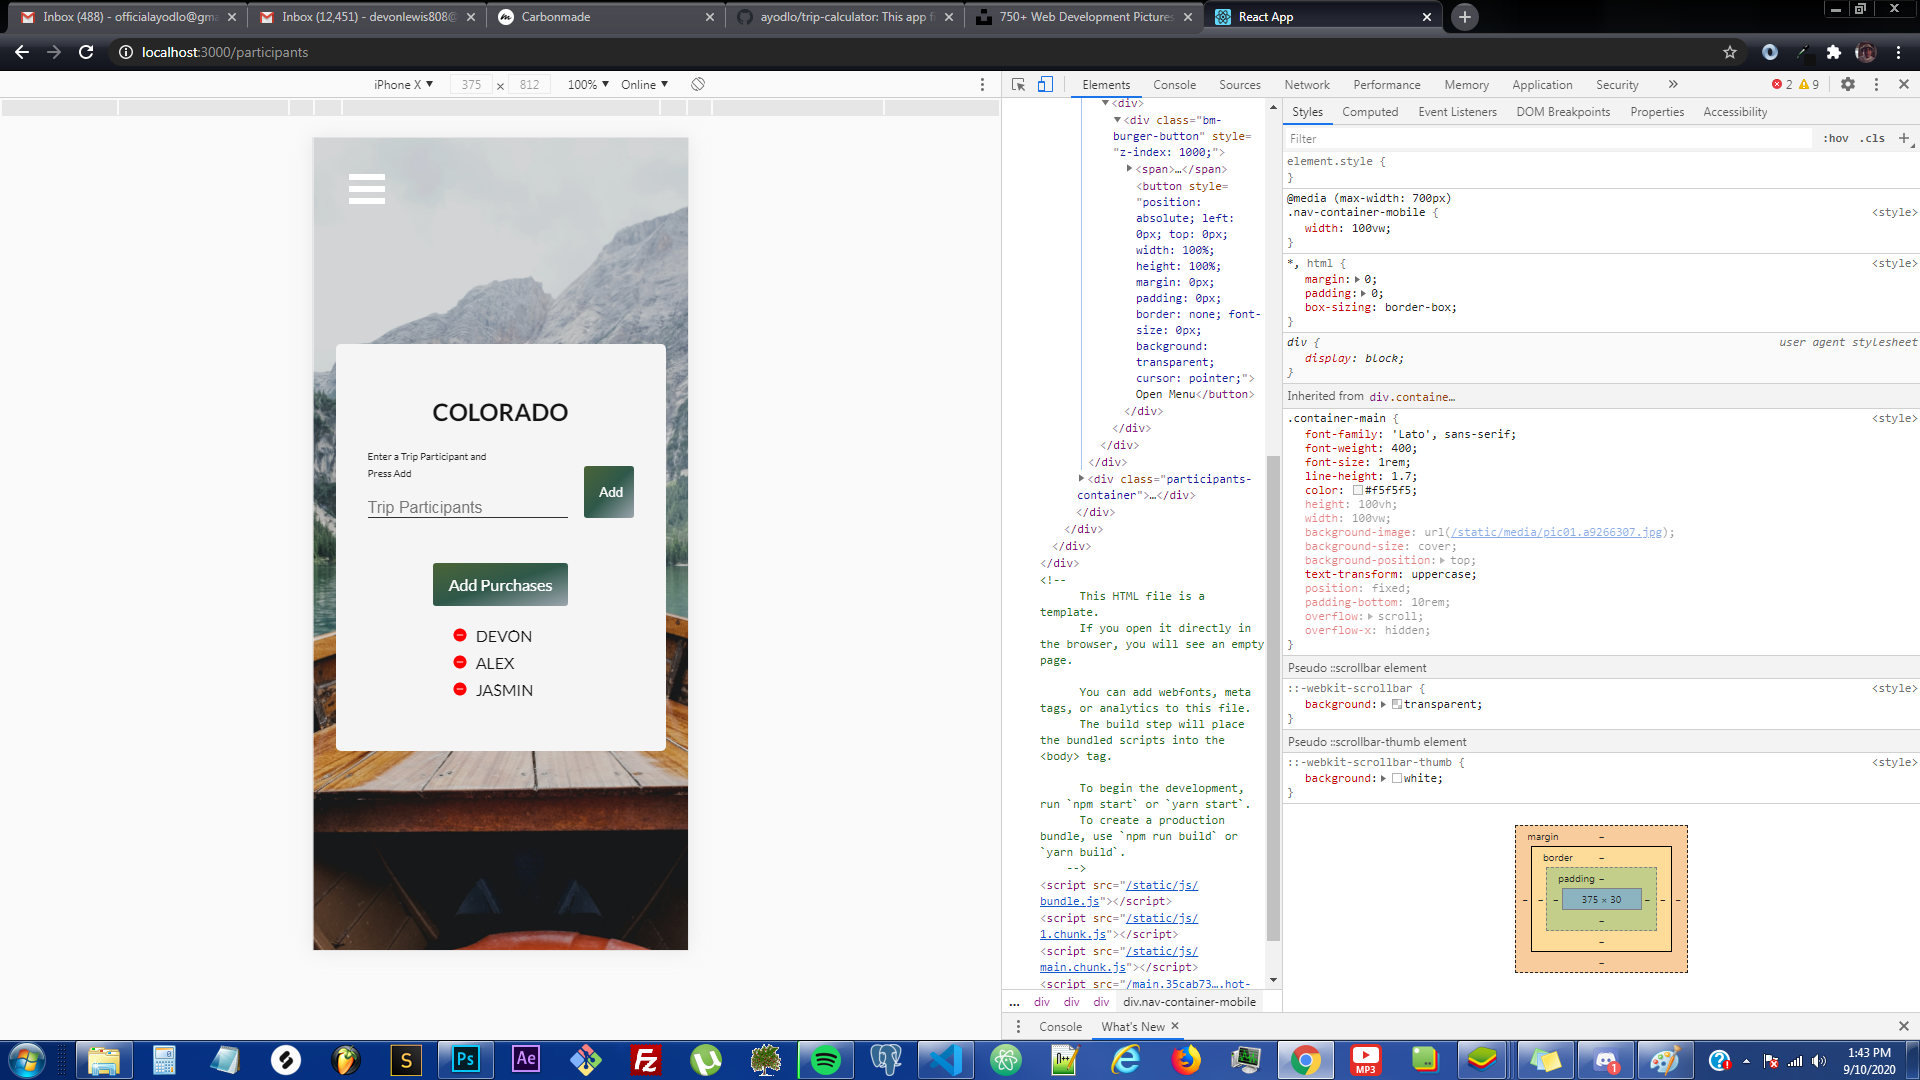 Inbox (488) - officialayodlo@gma
Inbox (12,451) - devonlewis808@
Carbonmade
ayodlo/trip-calculator: This app fi
750+ Web Development Pictures
React App
localhost:3000/participants
iPhone X
375 x 812
100%
Online
Elements Console Sources Network Performance Memory Application Security » 2 9
<div>
<div class="bm-
burger-button" style=
"z-index: 1000;">
<span>…</span>
<button style=
"position:
absolute; left:
0px; top: 0px;
width: 100%;
height: 100%;
margin: 0px;
padding: 0px;
border: none; font-
size: 0px;
background:
transparent;
cursor: pointer;">
Open Menu</button>
</div>
</div>
</div>
</div>
<div class="participants-
container">…</div>
</div>
</div>
</div>
</div>
<!--
This HTML file is a
template.
If you open it directly in
the browser, you will see an empty
page.
You can add webfonts, meta
tags, or analytics to this file.
The build step will place
the bundled scripts into the
<body> tag.
To begin the development,
run `npm start` or `yarn start`.
To create a production
bundle, use `npm run build` or
`yarn build`.
-->
<script src="/static/js/
bundle.js"></script>
<script src="/static/js/
1.chunk.js"></script>
<script src="/static/js/
main.chunk.js"></script>
<script src="/main.35cab73….hot-
... div div div div.nav-container-mobile
Console What's New ×
Styles Computed Event Listeners DOM Breakpoints Properties Accessibility
Filter
:hov .cls +
element.style {
}
@media (max-width: 700px)
.nav-container-mobile { <style>
width: 100vw;
}
*, html { <style>
margin: 0;
padding: 0;
box-sizing: border-box;
}
div { user agent stylesheet
display: block;
}
Inherited from div.containe…
.container-main { <style>
font-family: 'Lato', sans-serif;
font-weight: 400;
font-size: 1rem;
line-height: 1.7;
color: #f5f5f5;
height: 100vh;
width: 100vw;
background-image: url(/static/media/pic01.a9266307.jpg);
background-size: cover;
background-position: top;
text-transform: uppercase;
position: fixed;
padding-bottom: 10rem;
overflow: scroll;
overflow-x: hidden;
}
Pseudo ::scrollbar element
::-webkit-scrollbar { <style>
background: transparent;
}
Pseudo ::scrollbar-thumb element
::-webkit-scrollbar-thumb { <style>
background: white;
}
margin –
border –
padding –
– – – 375 × 30 – – –
–
–
–
COLORADO
Enter a Trip Participant and
Press Add
Trip Participants
Add
Add Purchases
DEVON
ALEX
JASMIN
S
Ps
Ae
Fz
MP3
1
1:43 PM
9/10/2020